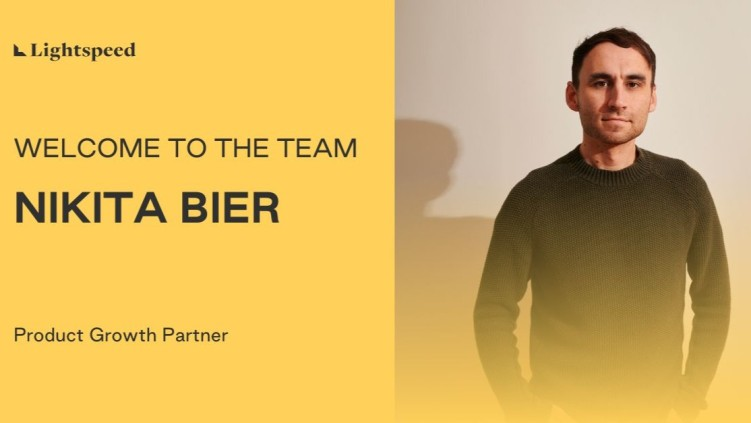 Lightspeed
WELCOME TO THE TEAM
NIKITA BIER
Product Growth Partner